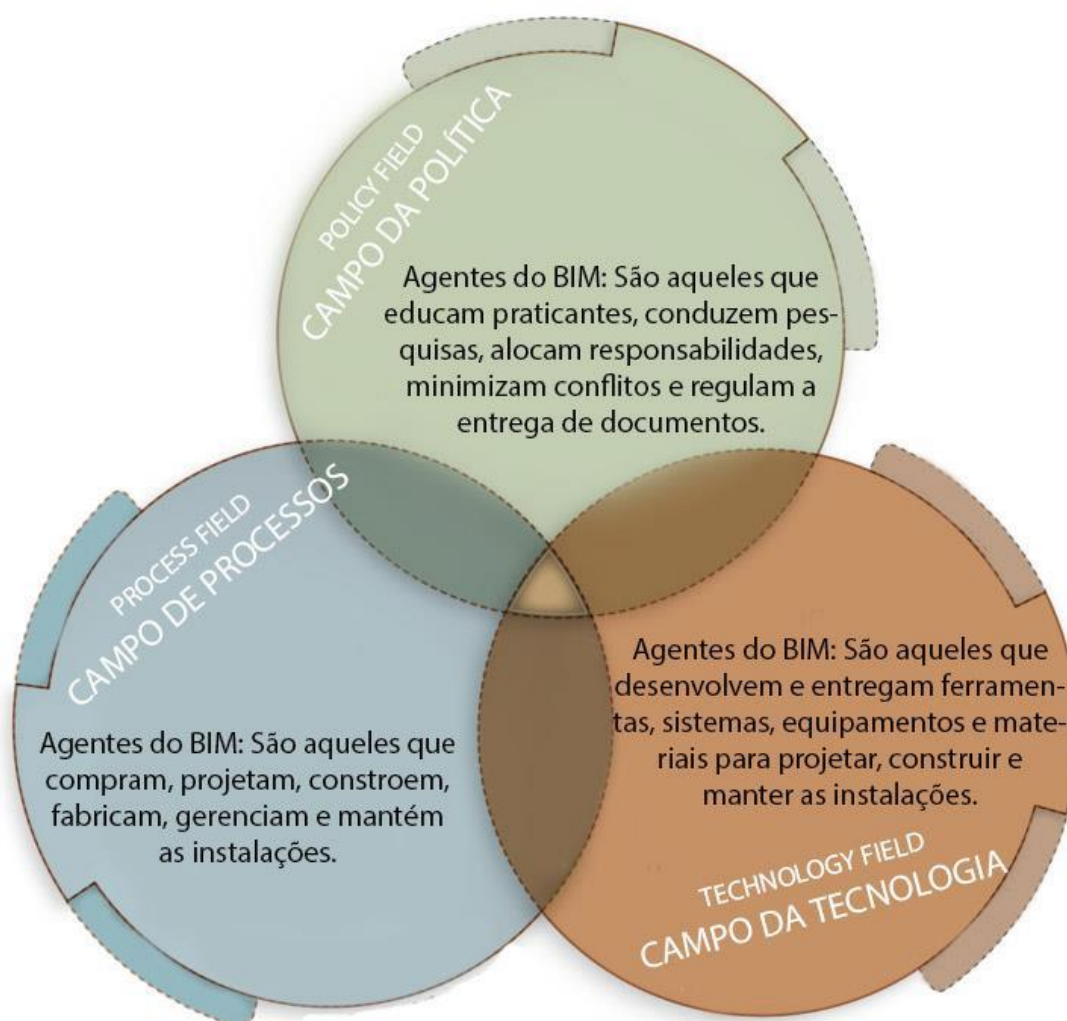 POLICY FIELD
CAMPO DA POLÍTICA
Agentes do BIM: São aqueles que
educam praticantes, conduzem pes-
quisas, alocam responsabilidades,
minimizam conflitos e regulam a
entrega de documentos.
PROCESS FIELD
CAMPO DE PROCESSOS
Agentes do BIM: São aqueles que
compram, projetam, constroem,
fabricam, gerenciam e mantém
as instalações.
Agentes do BIM: São aqueles que
desenvolvem e entregam ferramen-
tas, sistemas, equipamentos e mate-
riais para projetar, construir e
manter as instalações.
TECHNOLOGY FIELD
CAMPO DA TECNOLOGIA